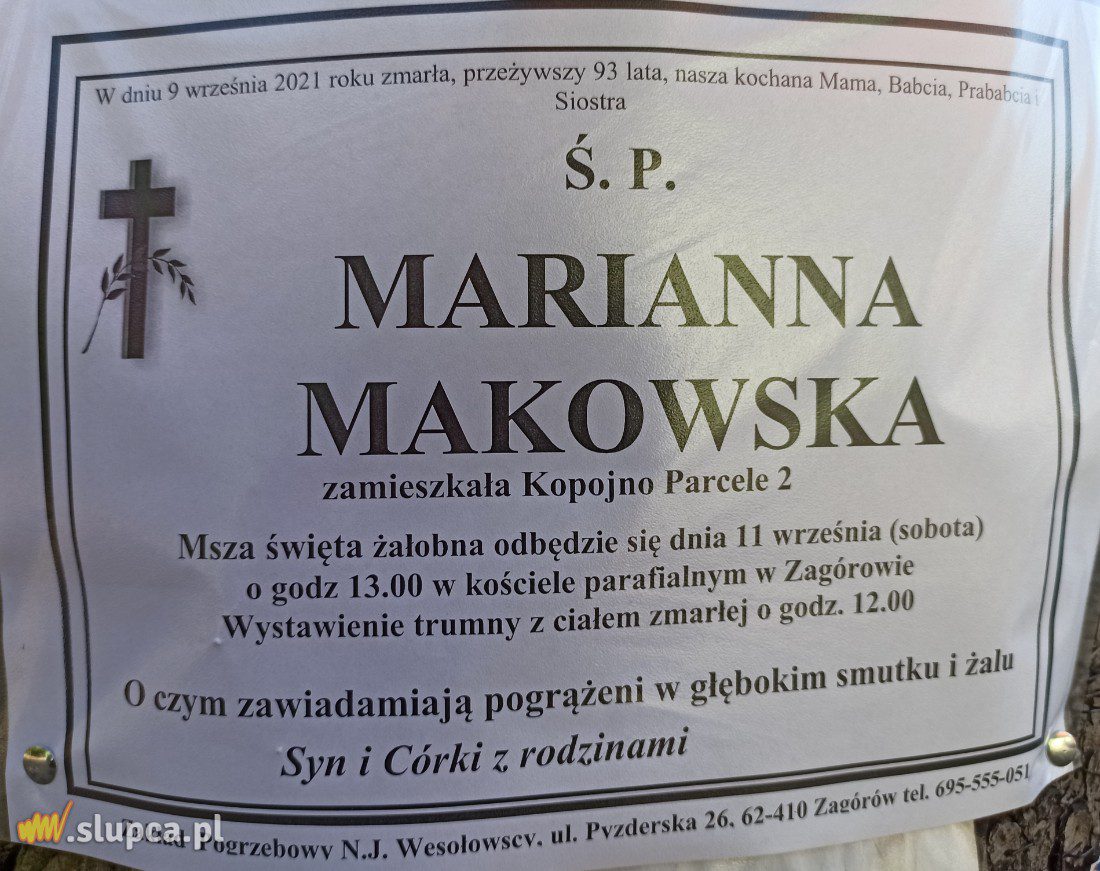 W dniu 9 września 2021 roku zmarła, przeżywszy 93 lata, nasza kochana Mama, Babcia, Prababcia i
Siostra
Ś. P.
MARIANNA
MAKOWSKA
zamieszkała Kopojno Parcele 2
Msza święta żałobna odbędzie się dnia 11 września (sobota)
o godz 13.00 w kościele parafialnym w Zagórowie
Wystawienie trumny z ciałem zmarłej o godz. 12.00
O czym zawiadamiają pogrążeni w głębokim smutku i żalu
Syn i Córki z rodzinami
Pogrzebowy N.J. Wesołowscy, ul. Pyzderska 26, 62-410 Zagórów tel. 695-555-051
www.slupca.pl